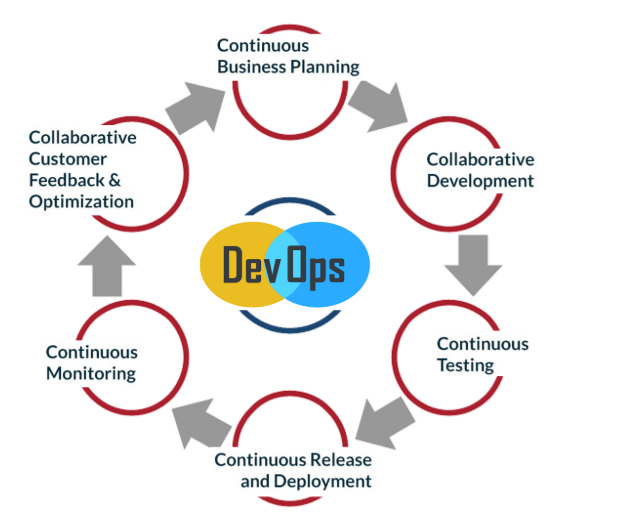 Continuous
Business Planning
Collaborative
Development
Continuous
Testing
Continuous Release
and Deployment
Continuous
Monitoring
Collaborative
Customer
Feedback &
Optimization
DevOps